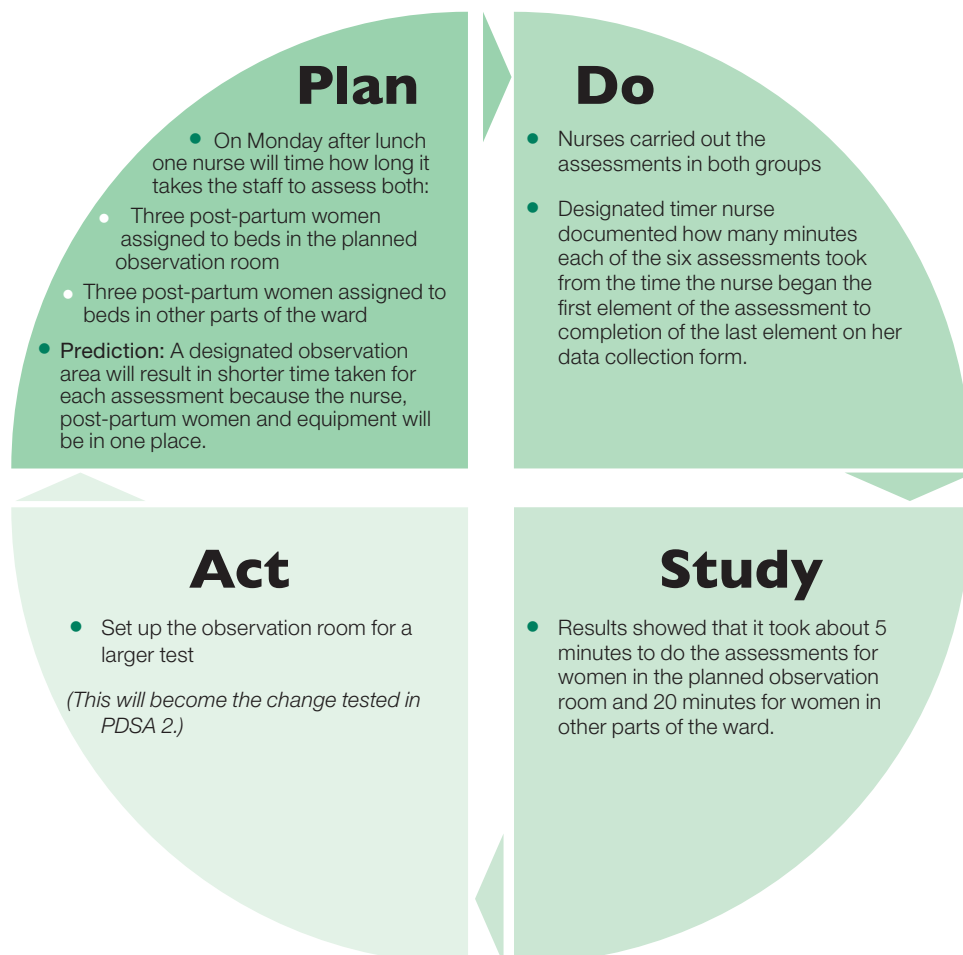 Plan
• On Monday after lunch
one nurse will time how long it
takes the staff to assess both:
• Three post-partum women
assigned to beds in the planned
observation room
• Three post-partum women assigned to
beds in other parts of the ward
• Prediction: A designated observation
area will result in shorter time taken for
each assessment because the nurse,
post-partum women and equipment will
be in one place.
Do
• Nurses carried out the
assessments in both groups
• Designated timer nurse
documented how many minutes
each of the six assessments took
from the time the nurse began the
first element of the assessment to
completion of the last element on her
data collection form.
Act
• Set up the observation room for a
larger test
(This will become the change tested in
PDSA 2.)
Study
• Results showed that it took about 5
minutes to do the assessments for
women in the planned observation
room and 20 minutes for women in
other parts of the ward.